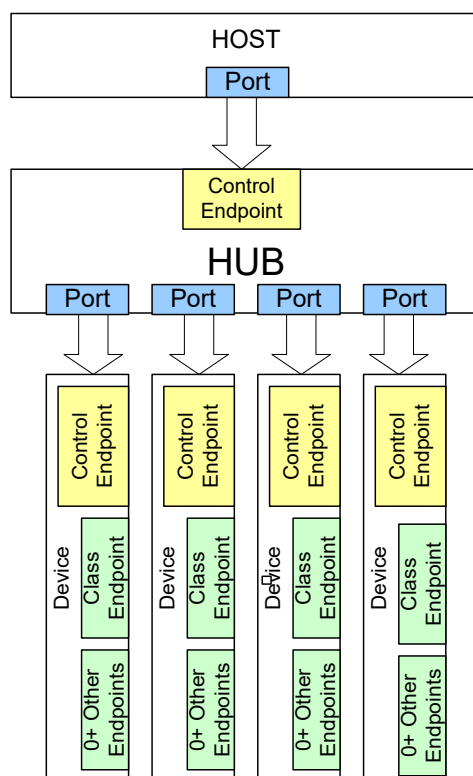 HOST
Port
Control
Endpoint
HUB
Port
Port
Port
Port
Device
Control
Endpoint
Class
Endpoint
0+ Other
Endpoints
Device
Control
Endpoint
Class
Endpoint
0+ Other
Endpoints
Device
Control
Endpoint
Class
Endpoint
0+ Other
Endpoints
Device
Control
Endpoint
Class
Endpoint
0+ Other
Endpoints